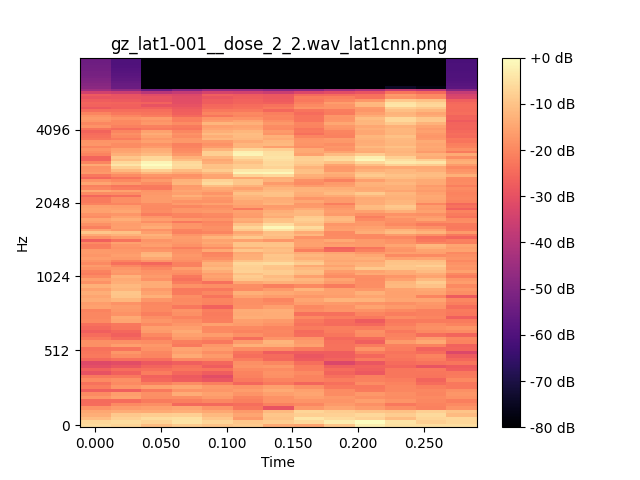 gz_lat1-001__dose_2_2.wav_lat1cnn.png
Hz
4096
2048
1024
512
0
0.000 0.050 0.100 0.150 0.200 0.250
Time
+0 dB
-10 dB
-20 dB
-30 dB
-40 dB
-50 dB
-60 dB
-70 dB
-80 dB